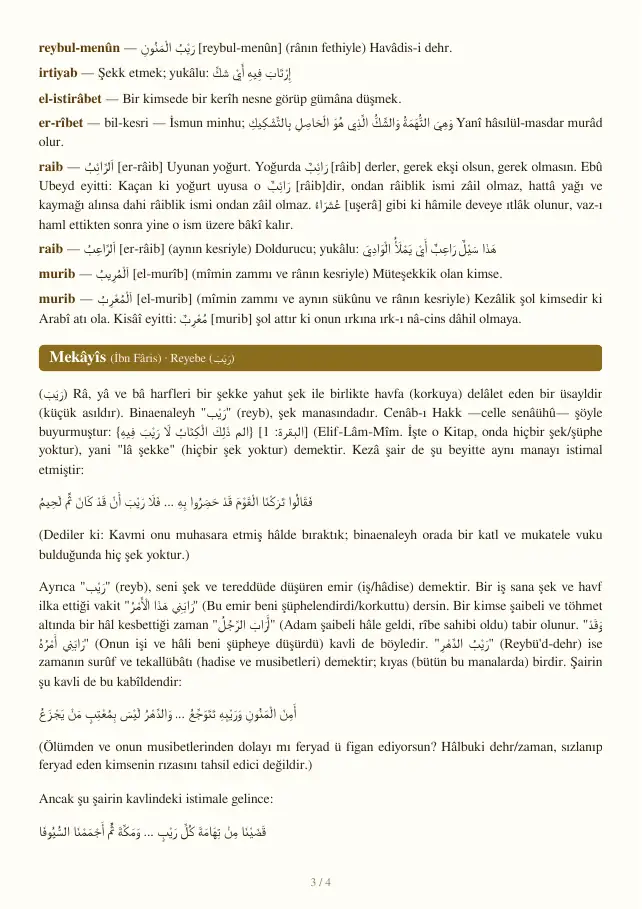 reybul-menûn — رَيْبُ الْمَنُونِ [reybul-menûn] (rânın fethiyle) Havâdis-i dehr.
irtiyab — Şekk etmek; yukâlu: إِرْتَابَ فِيهِ أَيْ شَكَّ
el-istirâbet — Bir kimsede bir kerîh nesne görüp gümâna düşmek.
er-rîbet — bil-kesri — İsmun minhu; وَهِيَ التُّهَمَةُ وَالشَّكُّ الَّذِي هُوَ الْحَاصِلِ بِالتَّشْكِيكِ Yanî hâsılül-masdar murâd
olur.
raib — اَلرَّائِبُ [er-râib] Uyunan yoğurt. Yoğurda رَائِبٌ [râib] derler, gerek ekşi olsun, gerek olmasın. Ebû
Ubeyd eyitti: Kaçan ki yoğurt uyusa o رَائِبٌ [râib]dir, ondan râiblik ismi zâil olmaz, hattâ yağı ve
kaymağı alınsa dahi râiblik ismi ondan zâil olmaz. عُشَرَاءُ [uşerâ] gibi ki hâmile deveye ıtlâk olunur, vaz-ı
haml ettikten sonra yine o ism üzere bâkî kalır.
raib — اَلرَّاعِبُ [er-râib] (aynın kesriyle) Doldurucu; yukâlu: هَذَا سَيْلٌ رَاعِبٌ أَيْ يَمْلَأُ الْوَادِيَ
murib — اَلْمُرِيبُ [el-murîb] (mîmin zammı ve rânın kesriyle) Müteşekkik olan kimse.
murib — اَلْمُعْرِبُ [el-murib] (mîmin zammı ve aynın sükûnu ve rânın kesriyle) Kezâlik şol kimsedir ki
Arabî atı ola. Kisâî eyitti: مُعْرِبٌ [murib] şol attır ki onun ırkına ırk-ı nâ-cins dâhil olmaya.
Mekâyîs (İbn Fâris) · Reyebe (رَيَبَ)
(رَيَبَ) Râ, yâ ve bâ harfleri bir şekke yahut şek ile birlikte havfa (korkuya) delâlet eden bir üsayldir
(küçük asıldır). Binaenaleyh "رَيْب" (reyb), şek manasındadır. Cenâb-ı Hakk —celle senâühû— şöyle
buyurmuştur: {الم ذَلِكَ الْكِتَابُ لَا رَيْبَ فِيهِ} [البقرة: 1] (Elif-Lâm-Mîm. İşte o Kitap, onda hiçbir şek/şüphe
yoktur), yani "lâ şekke" (hiçbir şek yoktur) demektir. Kezâ şair de şu beyitte aynı manayı istimal
etmiştir:
فَقَالُوا تَرَكْنَا الْقَوْمَ قَدْ حَضِرُوا بِهِ ... فَلَا رَيْبَ أَنْ قَدْ كَانَ ثَمَّ لَحِيمُ
(Dediler ki: Kavmi onu muhasara etmiş hâlde bıraktık; binaenaleyh orada bir katl ve mukatele vuku
bulduğunda hiç şek yoktur.)
Ayrıca "رَيْب" (reyb), seni şek ve tereddüde düşüren emir (iş/hâdise) demektir. Bir iş sana şek ve havf
ilka ettiği vakit "رَابَنِي هَذَا الْأَمْرُ" (Bu emir beni şüphelendirdi/korkuttu) dersin. Bir kimse şaibeli ve töhmet
altında bir hâl kesbettiği zaman "أَرَابَ الرَّجُلُ" (Adam şaibeli hâle geldi, rîbe sahibi oldu) tabir olunur. "وَقَدْ
رَابَنِي أَمْرُهُ" (Onun işi ve hâli beni şüpheye düşürdü) kavli de böyledir. "رَيْبُ الدَّهْرِ" (Reybü'd-dehr) ise
zamanın surûf ve tekallübâtı (hadise ve musibetleri) demektir; kıyas (bütün bu manalarda) birdir. Şairin
şu kavli de bu kabîldendir:
أَمِنَ الْمَنُونِ وَرَيْبِهِ تَتَوَجَّعُ ... وَالدَّهْرُ لَيْسَ بِمُعْتِبٍ مَنْ يَجْزَعُ
(Ölümden ve onun musibetlerinden dolayı mı feryad ü figan ediyorsun? Hâlbuki dehr/zaman, sızlanıp
feryad eden kimsenin rızasını tahsil edici değildir.)
Ancak şu şairin kavlindeki istimale gelince:
قَضَيْنَا مِنْ تِهَامَةَ كُلَّ رَيْبٍ ... وَمَكَّةَ ثُمَّ أَجْمَمْنَا السُّيُوفَا
3 / 4